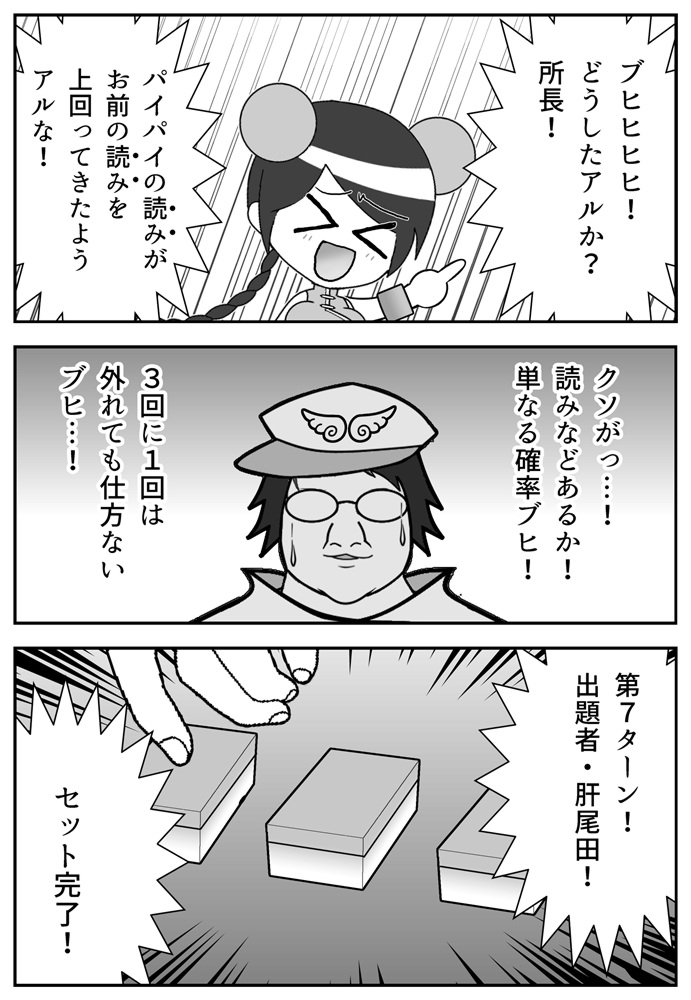 ブヒヒヒヒ！
どうしたアルか？
所長！
パイパイの読みが
お前の読みを
上回ってきたよう
アルな！
クソがっ…！
読みなどあるか！
単なる確率ブヒ！
３回に１回は
外れても仕方ない
ブヒ…！
第７ターン！
出題者・肝尾田！
セット完了！